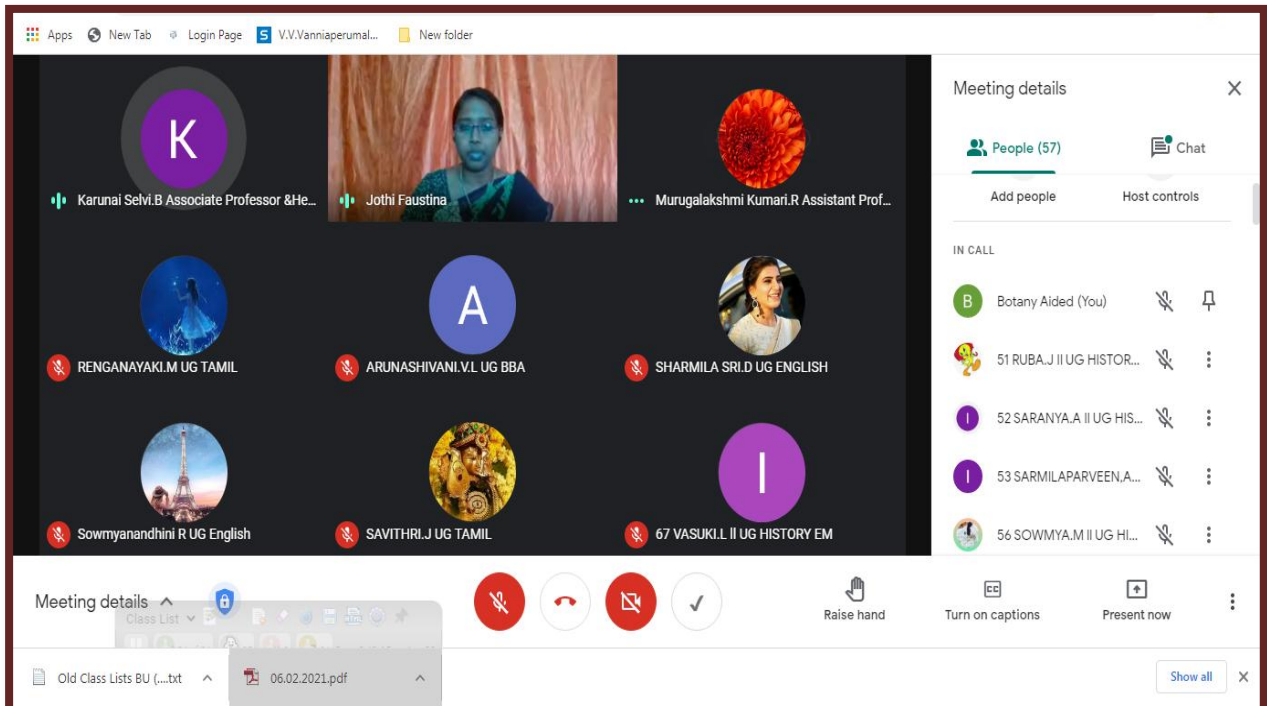 Apps New Tab Login Page S V.V.Vanniaperumal... New folder
K
Karunai Selvi.B Associate Professor &He...
Jothi Faustina
Murugalakshmi Kumari.R Assistant Prof...
RENGANAYAKI.M UG TAMIL
A
ARUNASHIVANI.V.L UG BBA
SHARMILA SRI.D UG ENGLISH
Sowmyanandhini R UG English
SAVITHRI.J UG TAMIL
I
67 VASUKI.L II UG HISTORY EM
Meeting details
People (57) Chat
Add people Host controls
IN CALL
B Botany Aided (You)
51 RUBA.J II UG HISTOR...
I 52 SARANYA.A II UG HIS...
I 53 SARMILAPARVEEN,A...
56 SOWMYA.M II UG HI...
Meeting details
Class List
Raise hand
CC
Turn on captions
Present now
Old Class Lists BU (....txt
06.02.2021.pdf
Show all